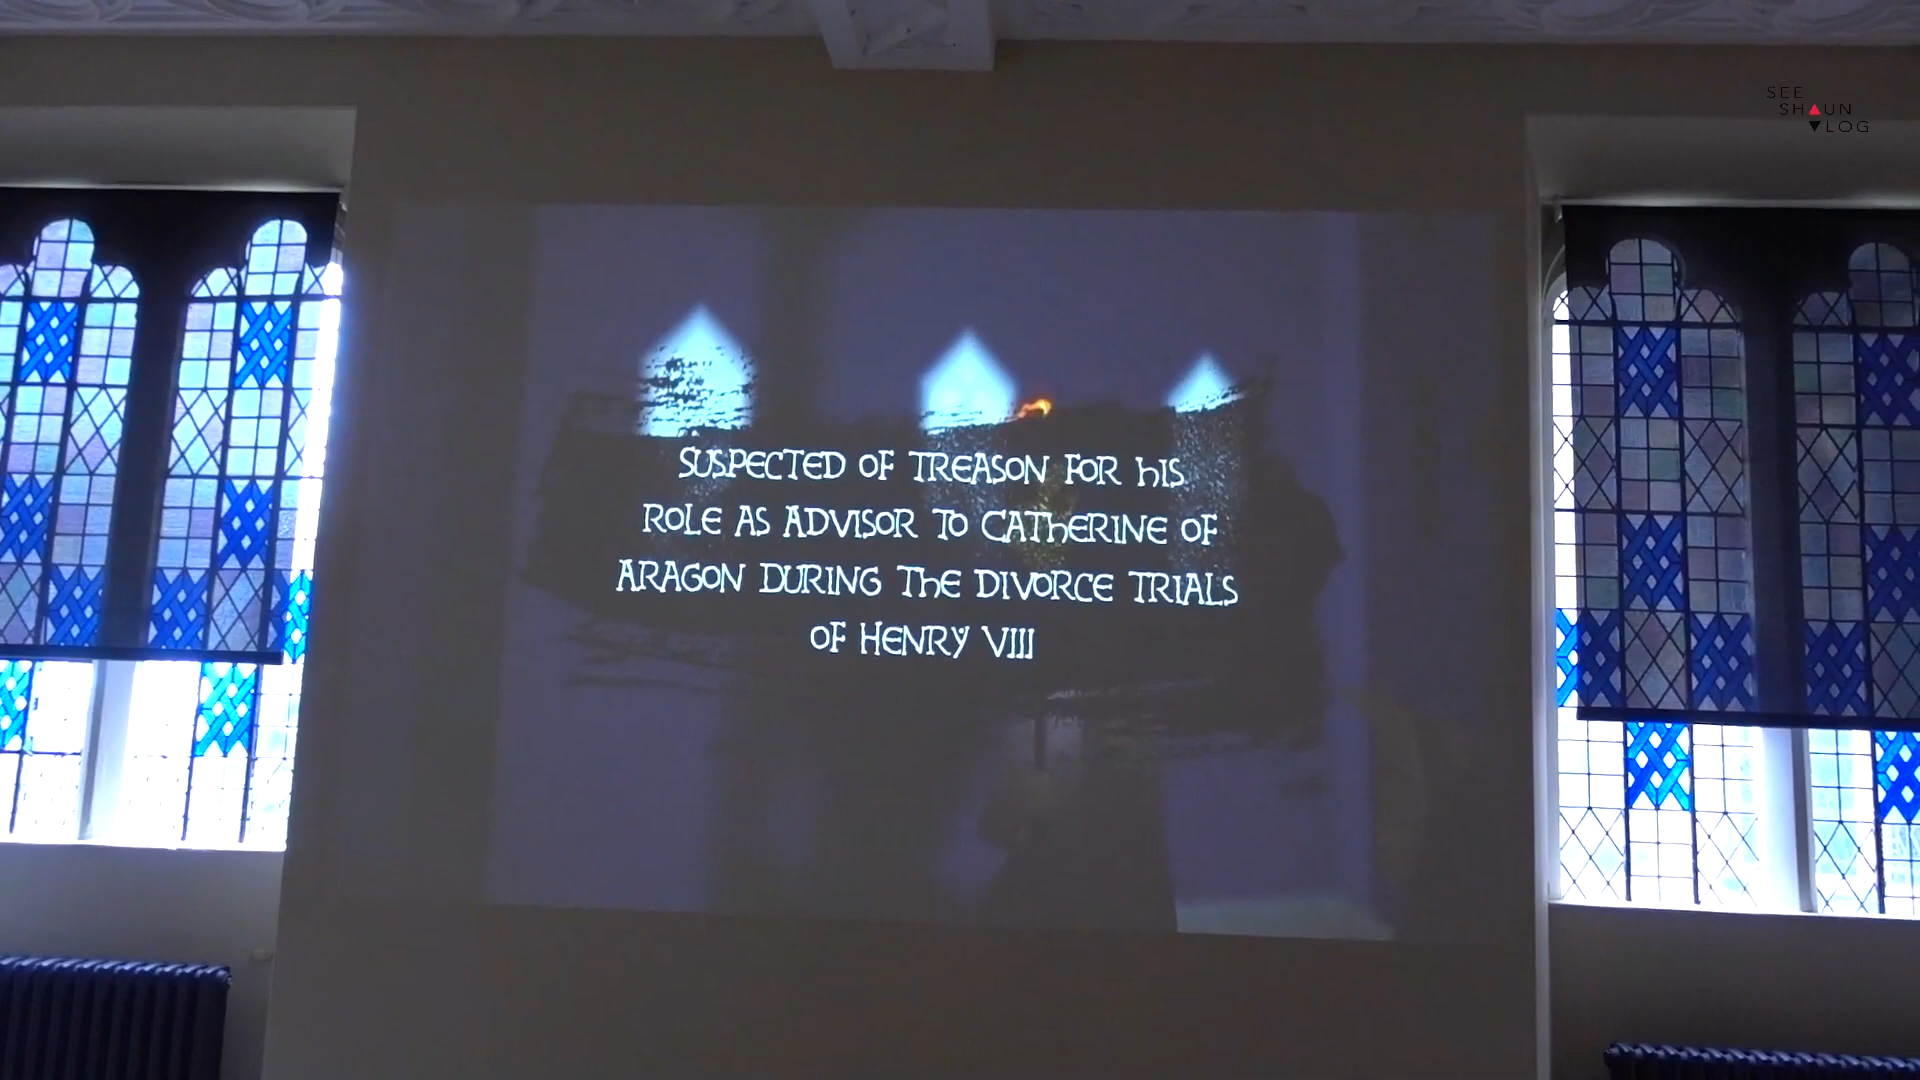 SEE
SHAUN
VLOG
SUSPECTED OF TREASON FOR hIS
ROLE AS ADVISOR TO CAThERINE OF
ARAGON DURING ThE DIVORCE TRIALS
OF HENRY VIII